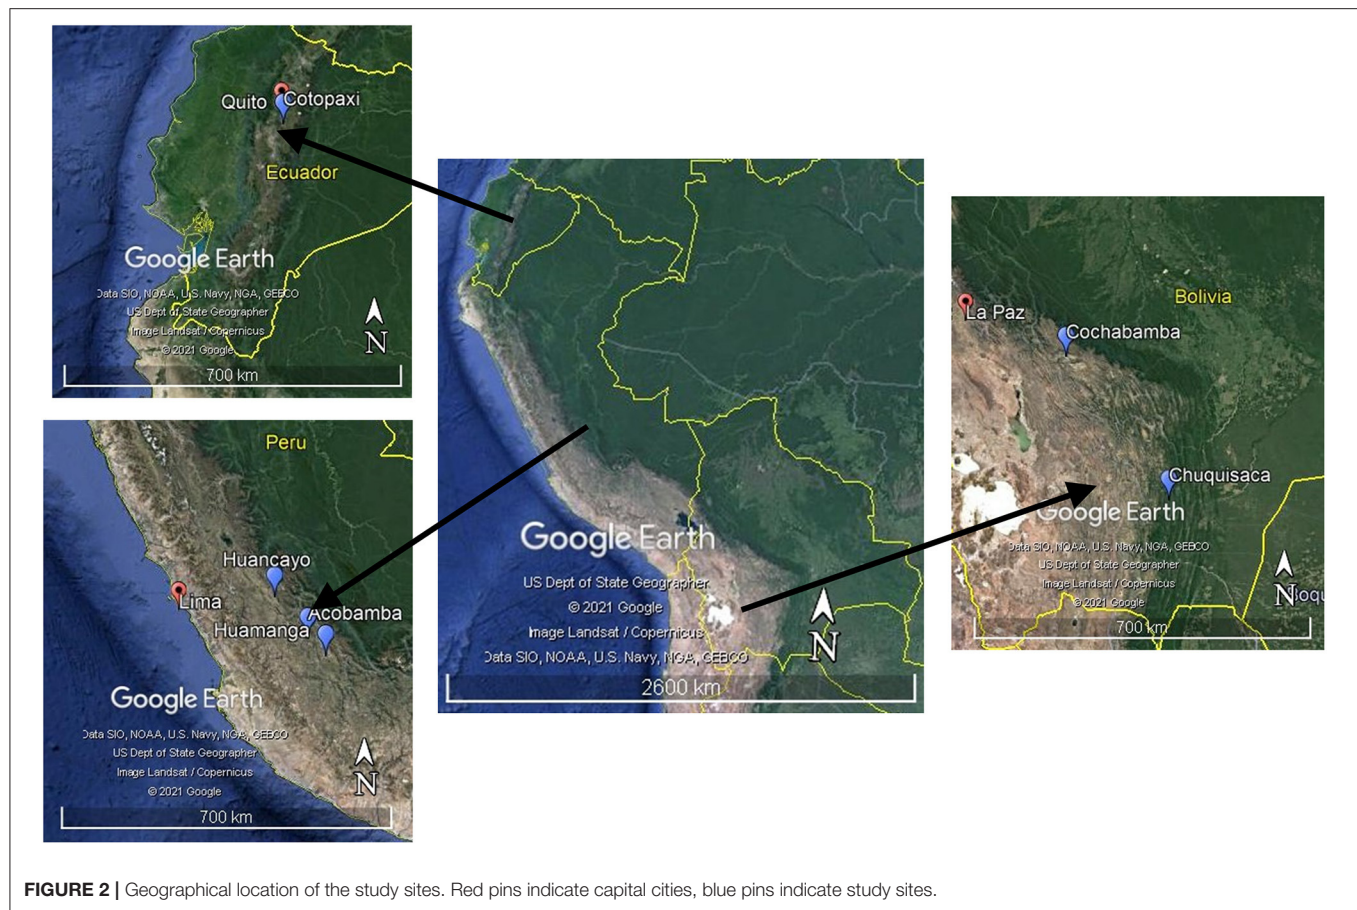 Quito
Cotopaxi
Ecuador
Google Earth
Data SIO, NOAA, U.S. Navy, NGA, GEBCO
US Dept of State Geographer
Image Landsat / Copernicus
© 2021 Google
N
700 km
Peru
Huancayo
Lima
Acobamba
Huamanga
Google Earth
Data SIO, NOAA, U.S. Navy, NGA, GEBCO
US Dept of State Geographer
Image Landsat / Copernicus
© 2021 Google
N
700 km
Google Earth
US Dept of State Geographer
© 2021 Google
Image Landsat / Copernicus
Data SIO, NOAA, U.S. Navy, NGA, GEBCO
N
2600 km
Bolivia
La Paz
Cochabamba
Chuquisaca
Google Earth
Data SIO, NOAA, U.S. Navy, NGA, GEBCO
US Dept of State Geographer
Image Landsat / Copernicus
© 2021 Google
N
700 km
FIGURE 2 | Geographical location of the study sites. Red pins indicate capital cities, blue pins indicate study sites.